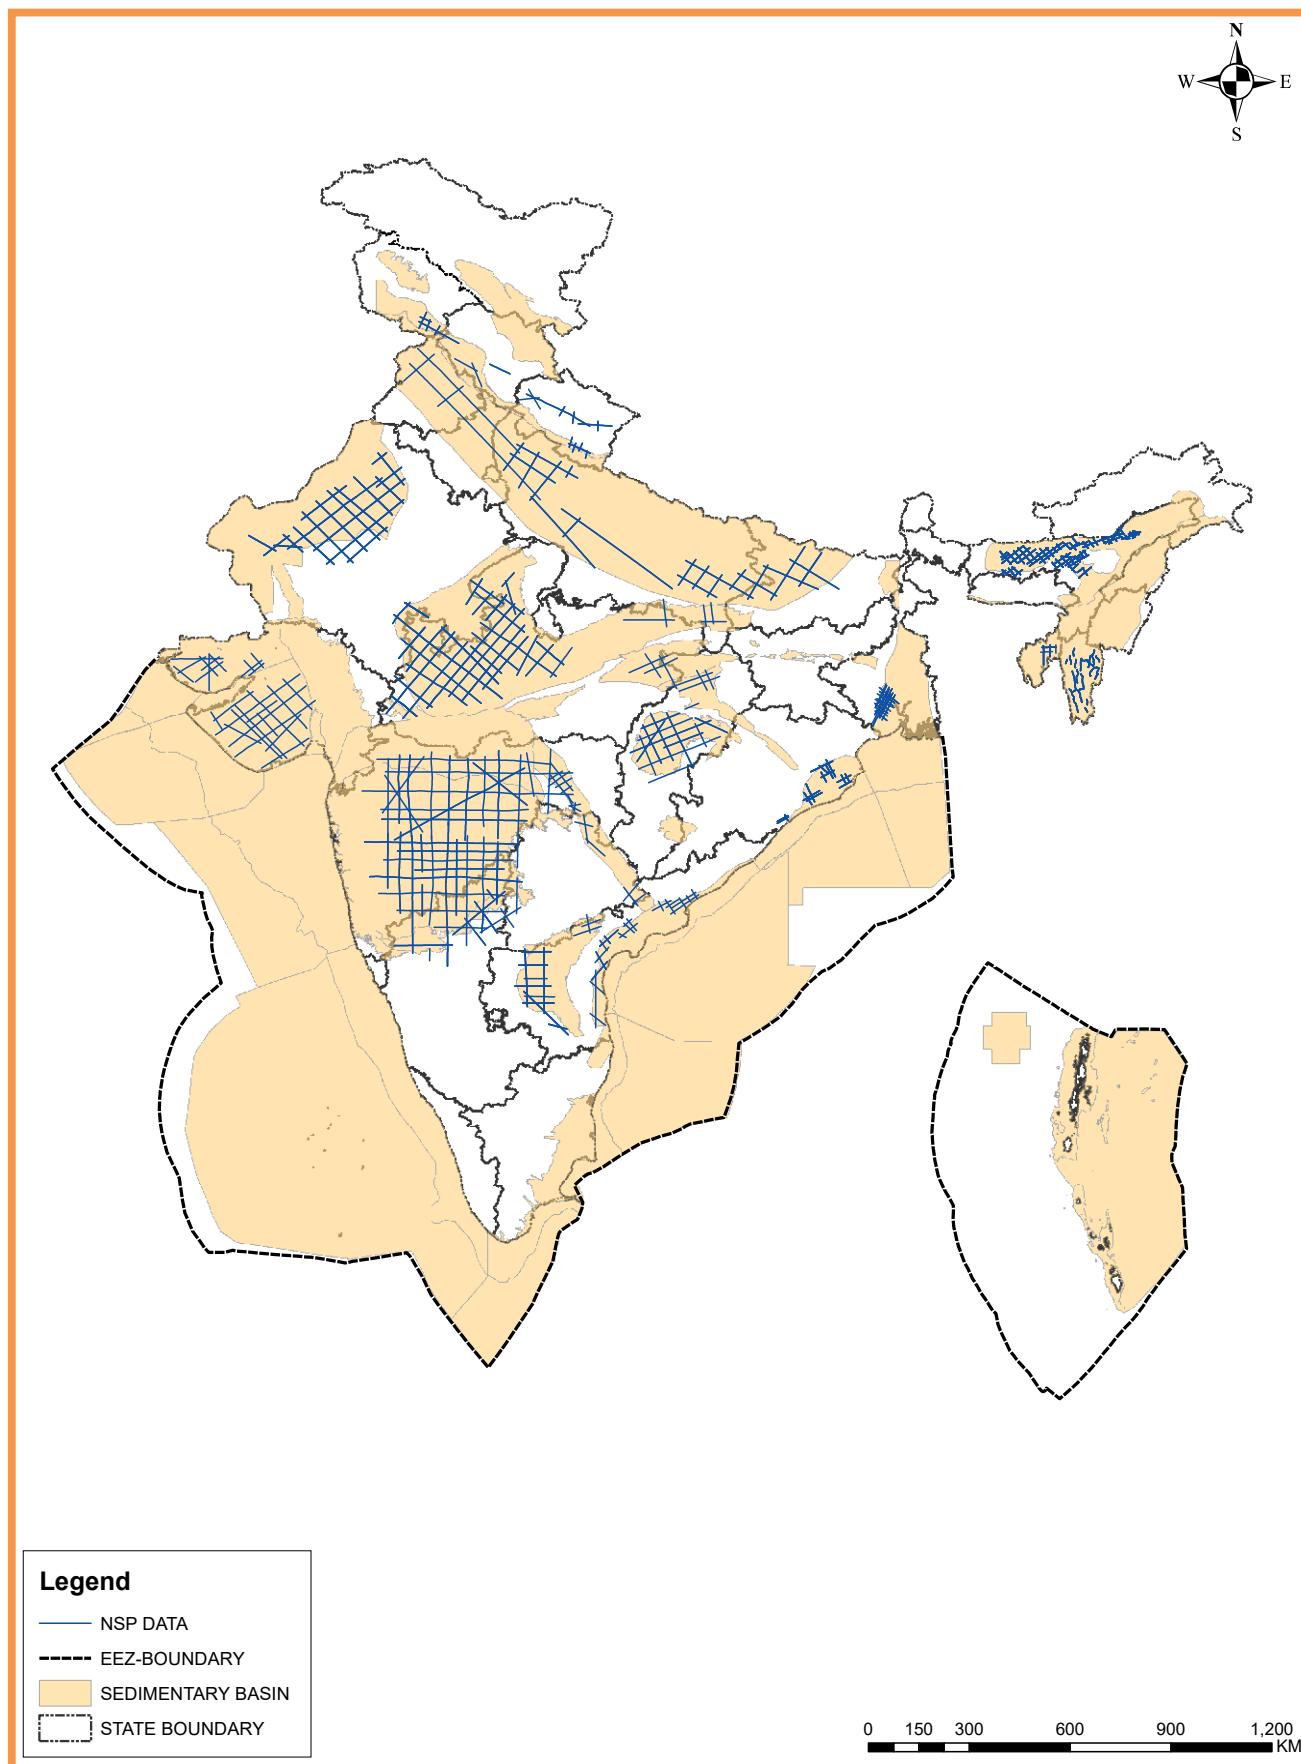 N
W E
S
Legend
NSP DATA
EEZ-BOUNDARY
SEDIMENTARY BASIN
STATE BOUNDARY
0 150 300 600 900 1,200
KM